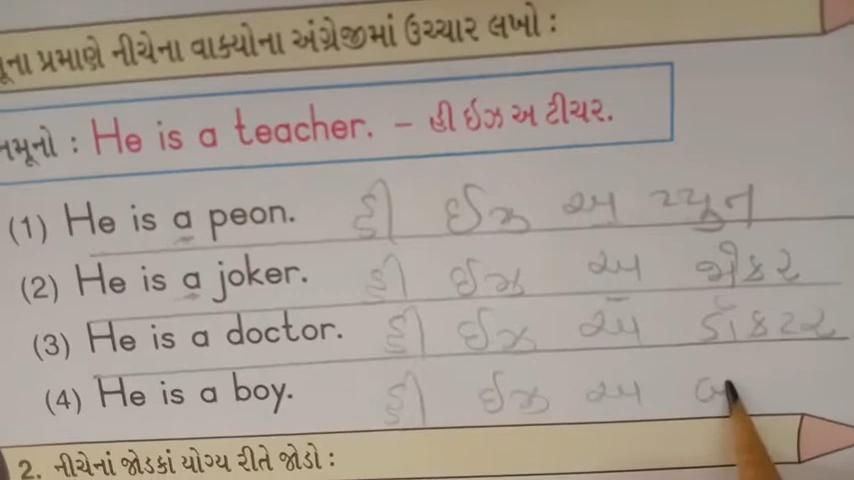 પ્રમાણે નીચેના વાક્યોના અંગ્રેજીમાં ઉચ્ચાર લખો :
નમૂનો : He is a teacher. – હી ઈઝ અ ટીચર.
(1) He is a peon. હી ઈઝ અ પ્યુન
(2) He is a joker. હી ઈઝ અ જોકર
(3) He is a doctor. હી ઈઝ અ ડૉકટર
(4) He is a boy. હી ઈઝ અ
2. નીચેનાં જોડકાં યોગ્ય રીતે જોડો :